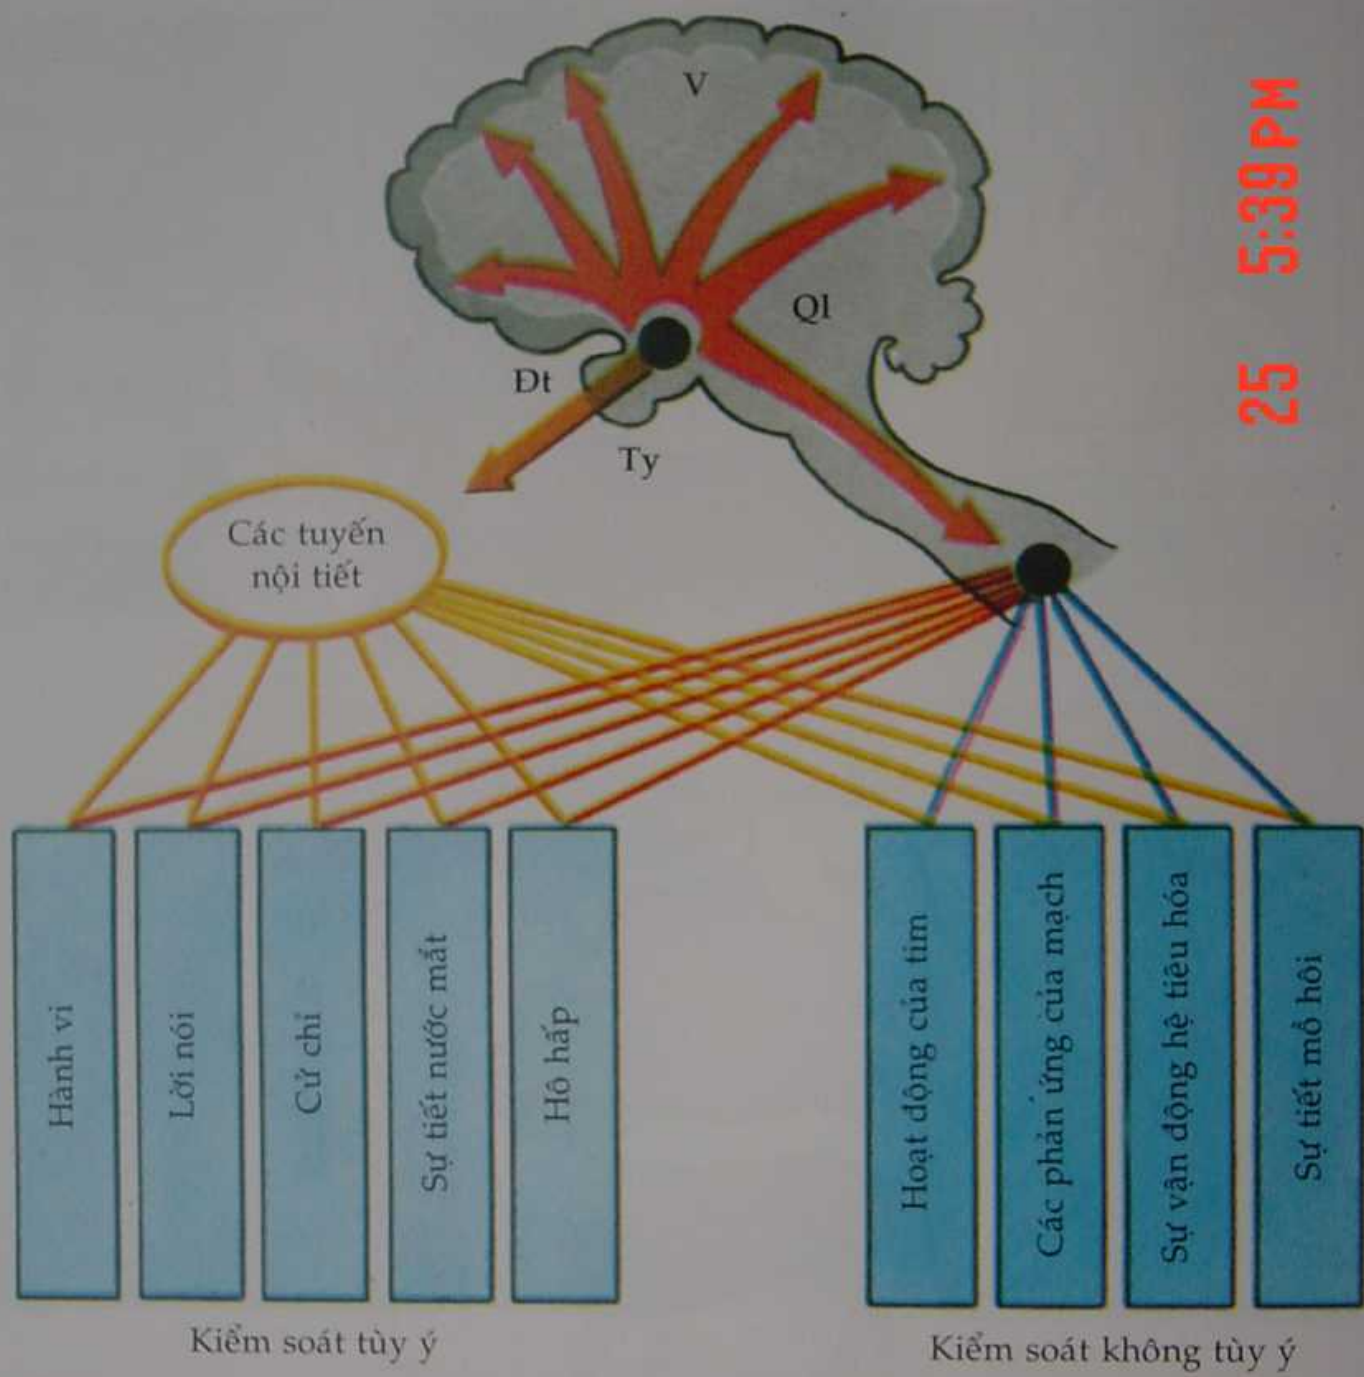 V
Ql
Đt
Ty
Các tuyến
nội tiết
Hành vi
Lời nói
Cử chỉ
Sự tiết nước mắt
Hô hấp
Hoạt động của tim
Các phản ứng của mạch
Sự vận động hệ tiêu hóa
Sự tiết mồ hôi
Kiểm soát tùy ý
Kiểm soát không tùy ý
25 5:39PM